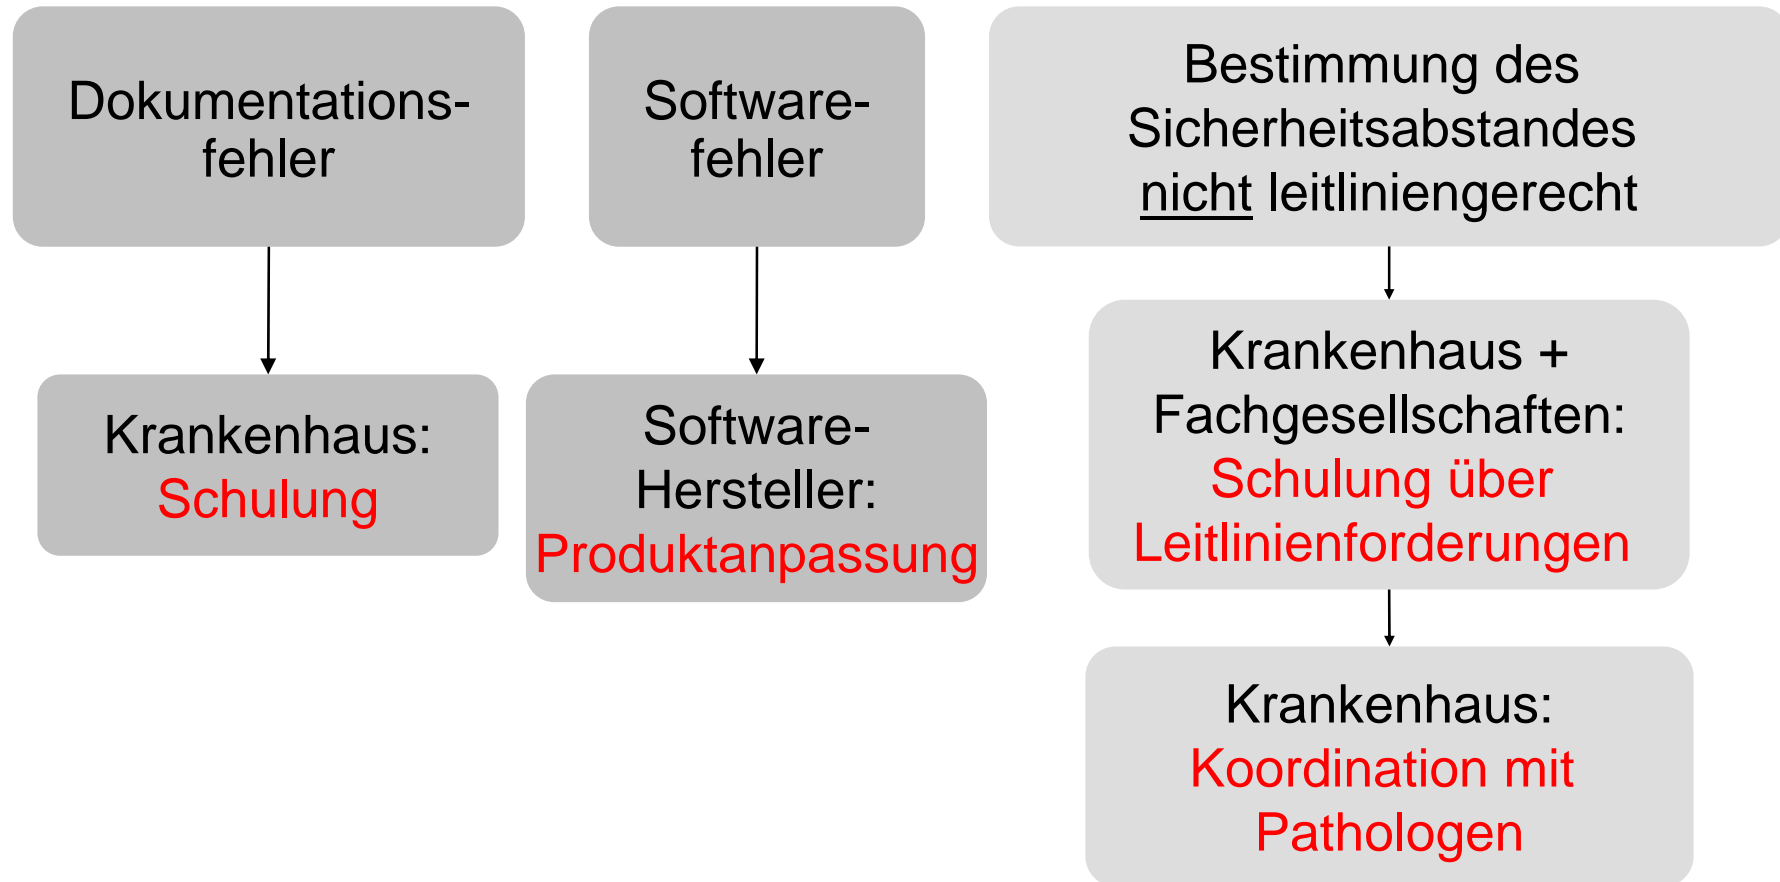 Dokumentations-
fehler
Software-
fehler
Bestimmung des
Sicherheitsabstandes
nicht leitliniengerecht
Krankenhaus:
Schulung
Software-
Hersteller:
Produktanpassung
Krankenhaus +
Fachgesellschaften:
Schulung über
Leitlinienforderungen
Krankenhaus:
Koordination mit
Pathologen